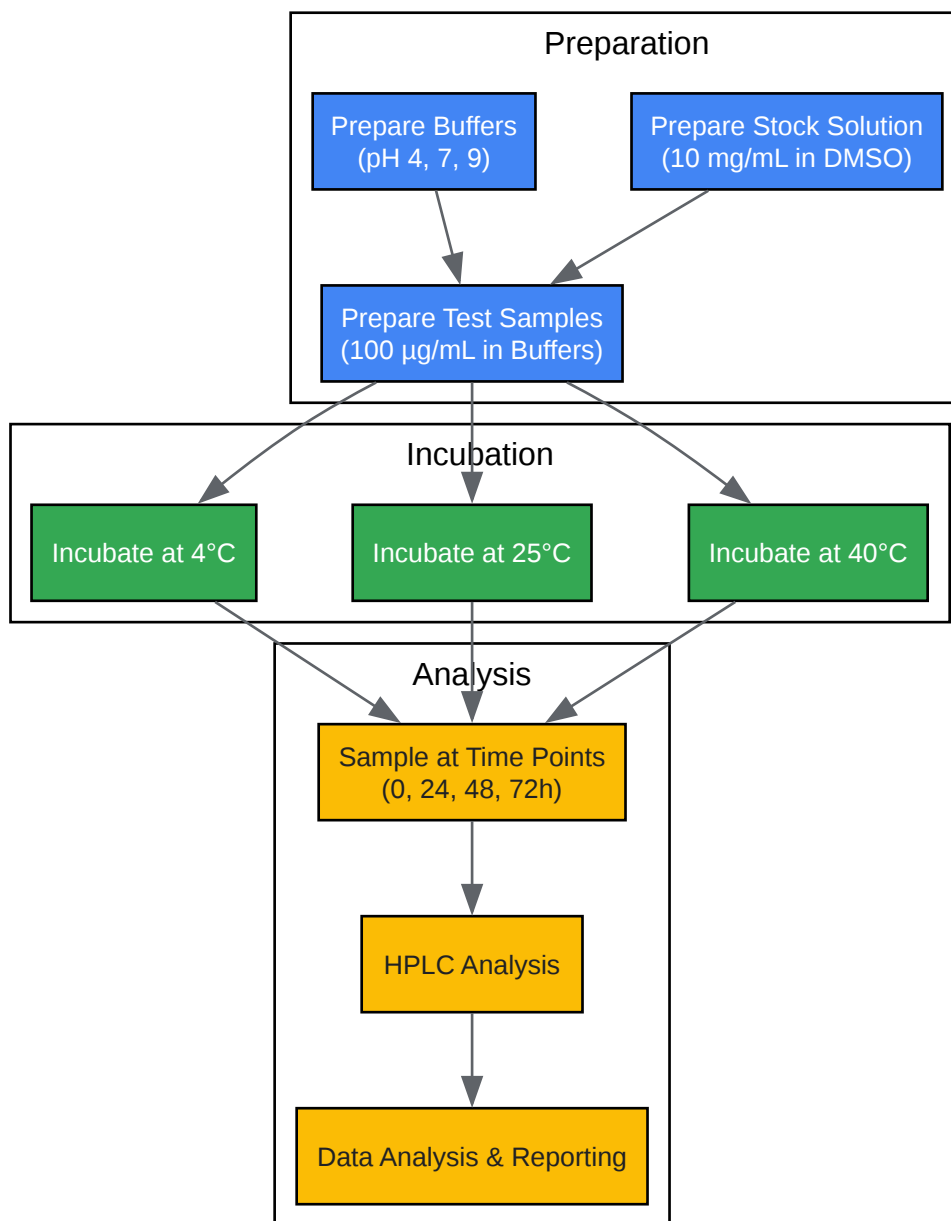 Preparation
Prepare Buffers
(pH 4, 7, 9)
Prepare Stock Solution
(10 mg/mL in DMSO)
Prepare Test Samples
(100 µg/mL in Buffers)
Incubation
Incubate at 4°C
Incubate at 25°C
Incubate at 40°C
Analysis
Sample at Time Points
(0, 24, 48, 72h)
HPLC Analysis
Data Analysis & Reporting